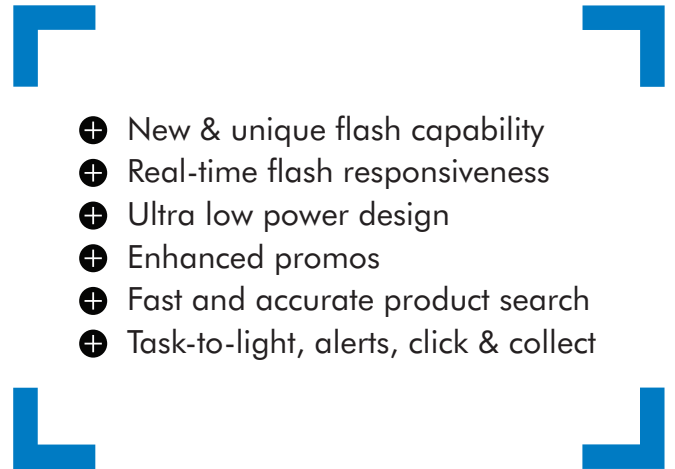 New & unique flash capability
Real-time flash responsiveness
Ultra low power design
Enhanced promos
Fast and accurate product search
Task-to-light, alerts, click & collect